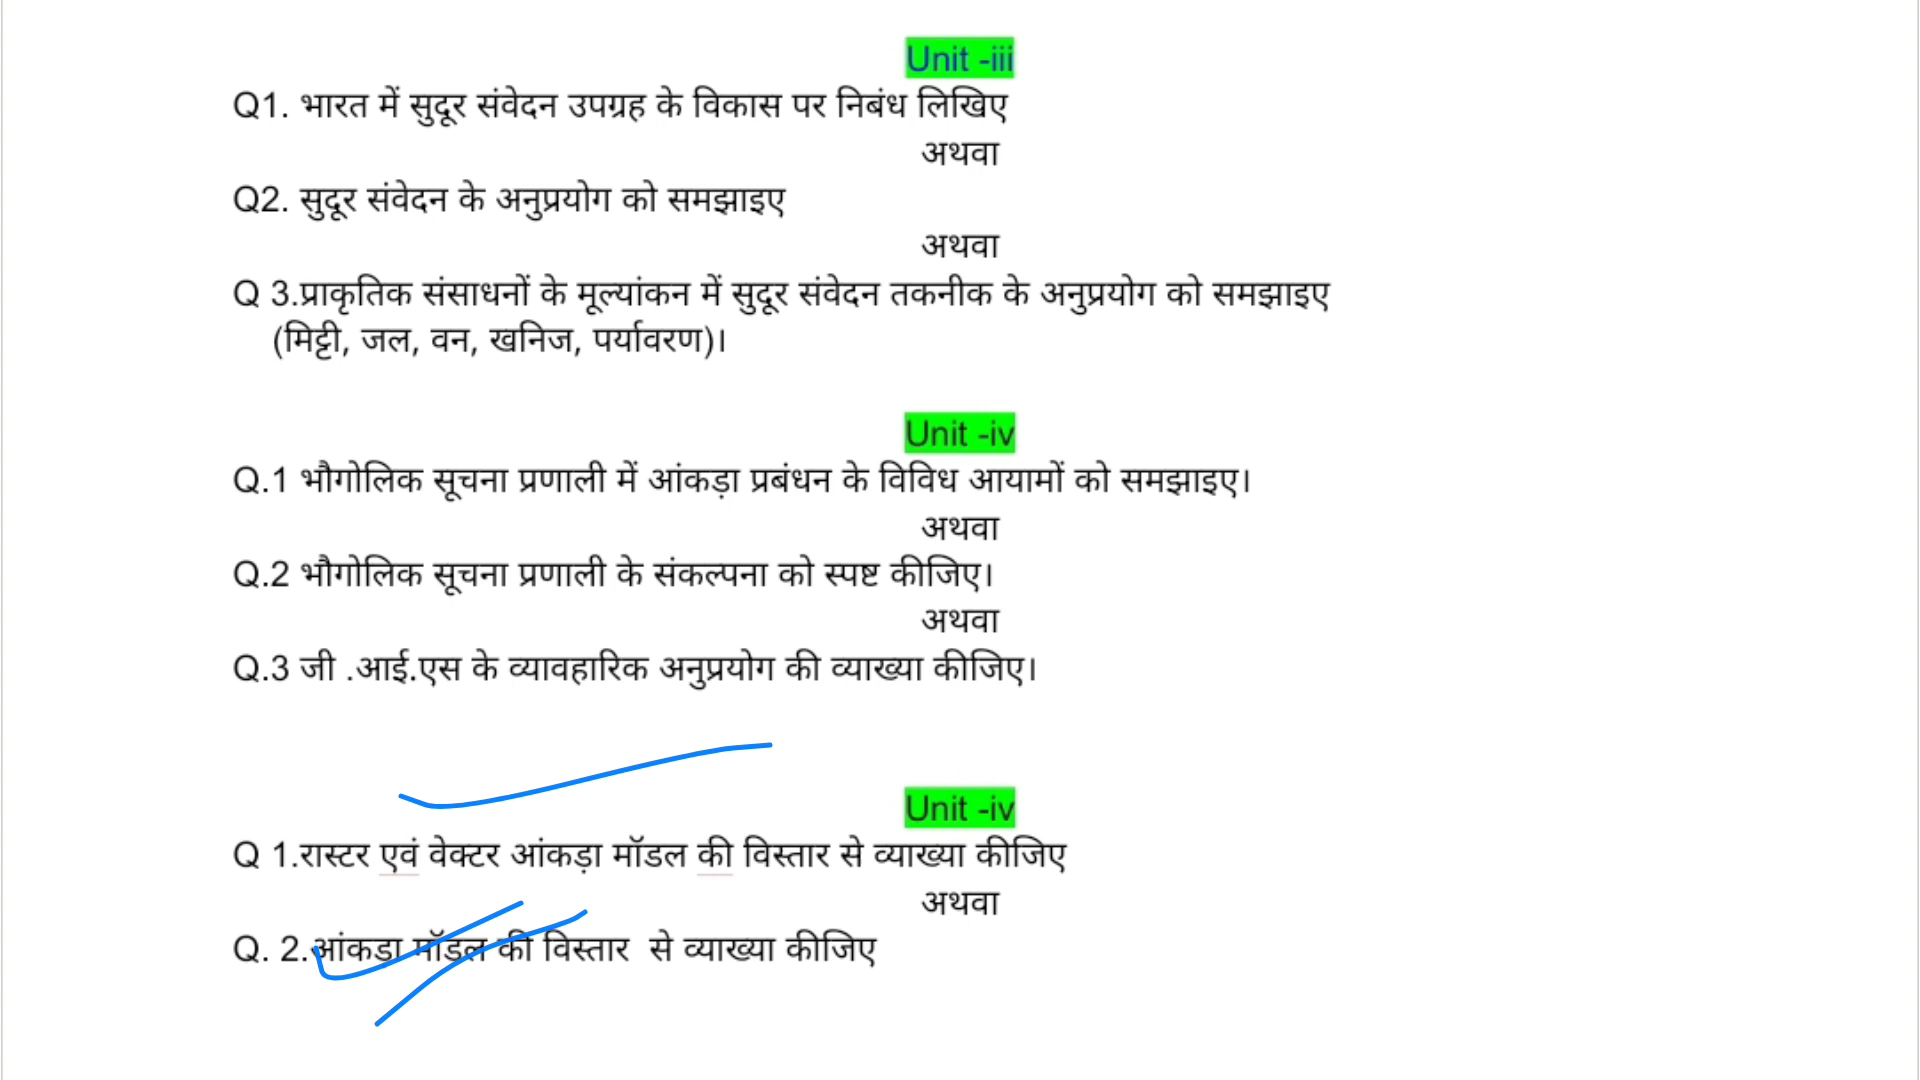 Unit -iii
Q1. भारत में सुदूर संवेदन उपग्रह के विकास पर निबंध लिखिए
अथवा
Q2. सुदूर संवेदन के अनुप्रयोग को समझाइए
अथवा
Q 3.प्राकृतिक संसाधनों के मूल्यांकन में सुदूर संवेदन तकनीक के अनुप्रयोग को समझाइए
(मिट्टी, जल, वन, खनिज, पर्यावरण)।
Unit -iv
Q.1 भौगोलिक सूचना प्रणाली में आंकड़ा प्रबंधन के विविध आयामों को समझाइए।
अथवा
Q.2 भौगोलिक सूचना प्रणाली के संकल्पना को स्पष्ट कीजिए।
अथवा
Q.3 जी .आई.एस के व्यावहारिक अनुप्रयोग की व्याख्या कीजिए।
Unit -iv
Q 1.रास्टर एवं वेक्टर आंकड़ा मॉडल की विस्तार से व्याख्या कीजिए
अथवा
Q. 2.आंकडा मॉडल की विस्तार से व्याख्या कीजिए